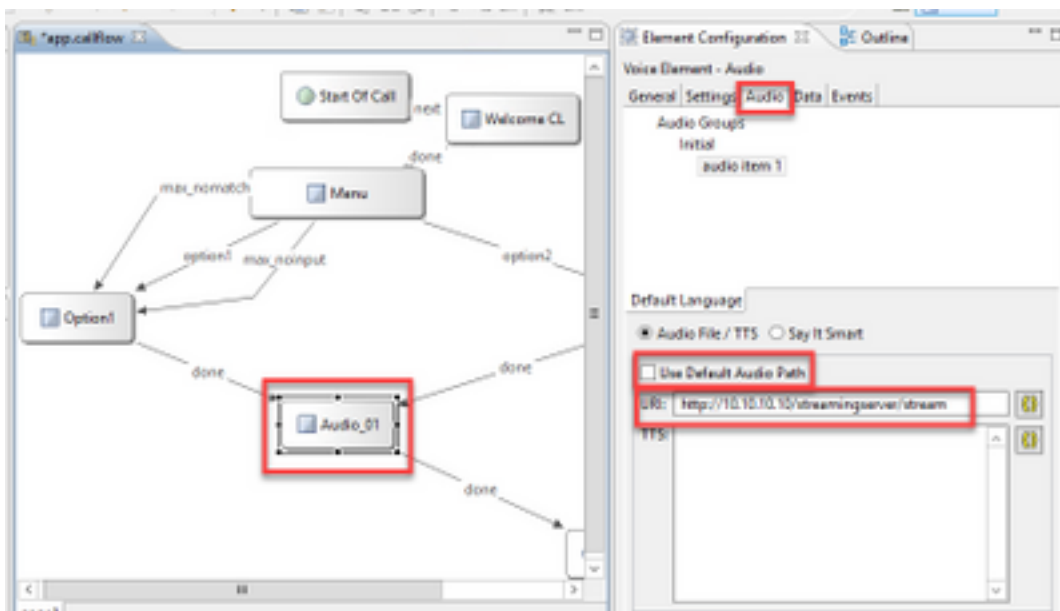 *app.callflow
Start Of Call
next
Welcome CL
done
max_nomatch
Menu
option1
max_noinput
option2
Option1
done
done
Audio_01
done
Element Configuration
Outline
Voice Element - Audio
General Settings Audio Data Events
Audio Groups
Initial
audio item 1
Default Language
Audio File / TTS Say It Smart
Use Default Audio Path
URI: http://10.10.10.10/streamingserver/stream
TTS: